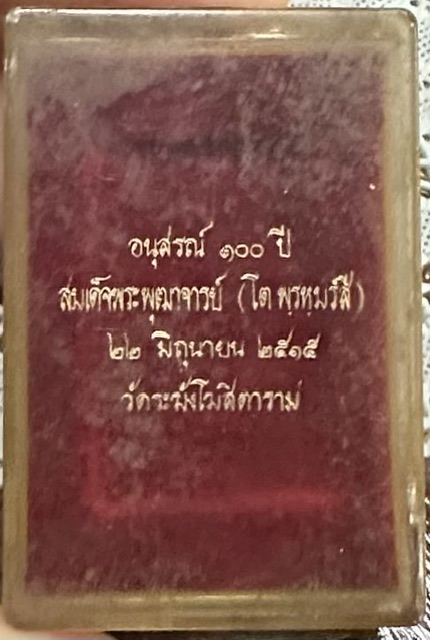 อนุสรณ์ ๑๐๐ ปี
สมเด็จพระพุฒาจารย์ (โต พฺรหฺมรํสี)
๒๒ มิถุนายน ๒๕๑๕
วัดระฆังโฆสิตาราม